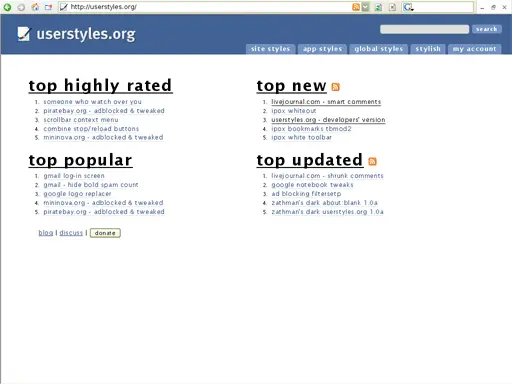 http://userstyles.org/
userstyles.org
search
site styles
app styles
global styles
stylish
my account
top highly rated
1. someone who watch over you
2. piratebay.org - adblocked & tweaked
3. scrollbar context menu
4. combine stop/reload buttons
5. mininova.org - adblocked & tweaked
top new
1. livejournal.com - smart comments
2. ipox whiteout
3. userstyles.org - developers' version
4. ipox bookmarks tbmod2
5. ipox white toolbar
top popular
1. gmail log-in screen
2. gmail - hide bold spam count
3. google logo replacer
4. mininova.org - adblocked & tweaked
5. piratebay.org - adblocked & tweaked
top updated
1. livejournal.com - shrunk comments
2. google notebook tweaks
3. ad blocking filtersetp
4. zathman's dark about:blank 1.0a
5. zathman's dark userstyles.org 1.0a
blog | discuss | donate